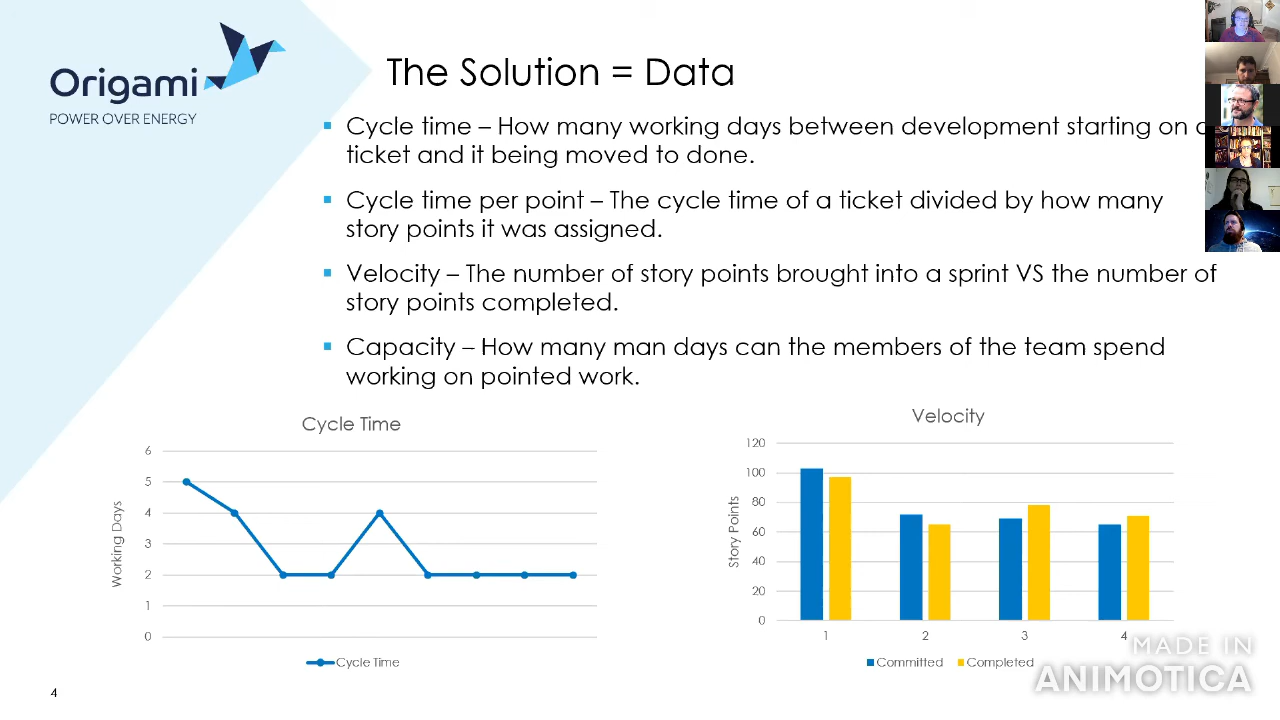 Origami
POWER OVER ENERGY
The Solution = Data
Cycle time – How many working days between development starting on a
ticket and it being moved to done.
Cycle time per point – The cycle time of a ticket divided by how many
story points it was assigned.
Velocity – The number of story points brought into a sprint VS the number of
story points completed.
Capacity – How many man days can the members of the team spend
working on pointed work.
Cycle Time
6
5
4
3
2
1
0
Working Days
Cycle Time
Velocity
120
100
80
60
40
20
0
Story Points
1 2 3 4
Committed Completed
4
MADE IN
ANIMOTICA